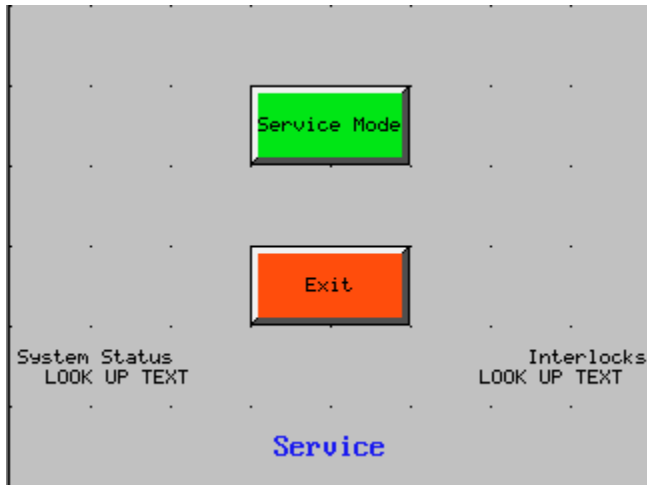 Service Mode
Exit
System Status
LOOK UP TEXT
Interlocks
LOOK UP TEXT
Service